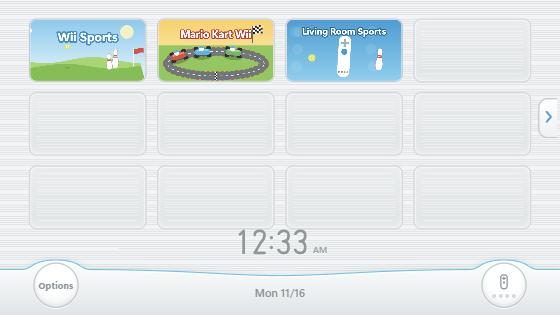 Wii Sports
Mario Kart Wii
Living Room Sports
12:33 AM
Options
Mon 11/16